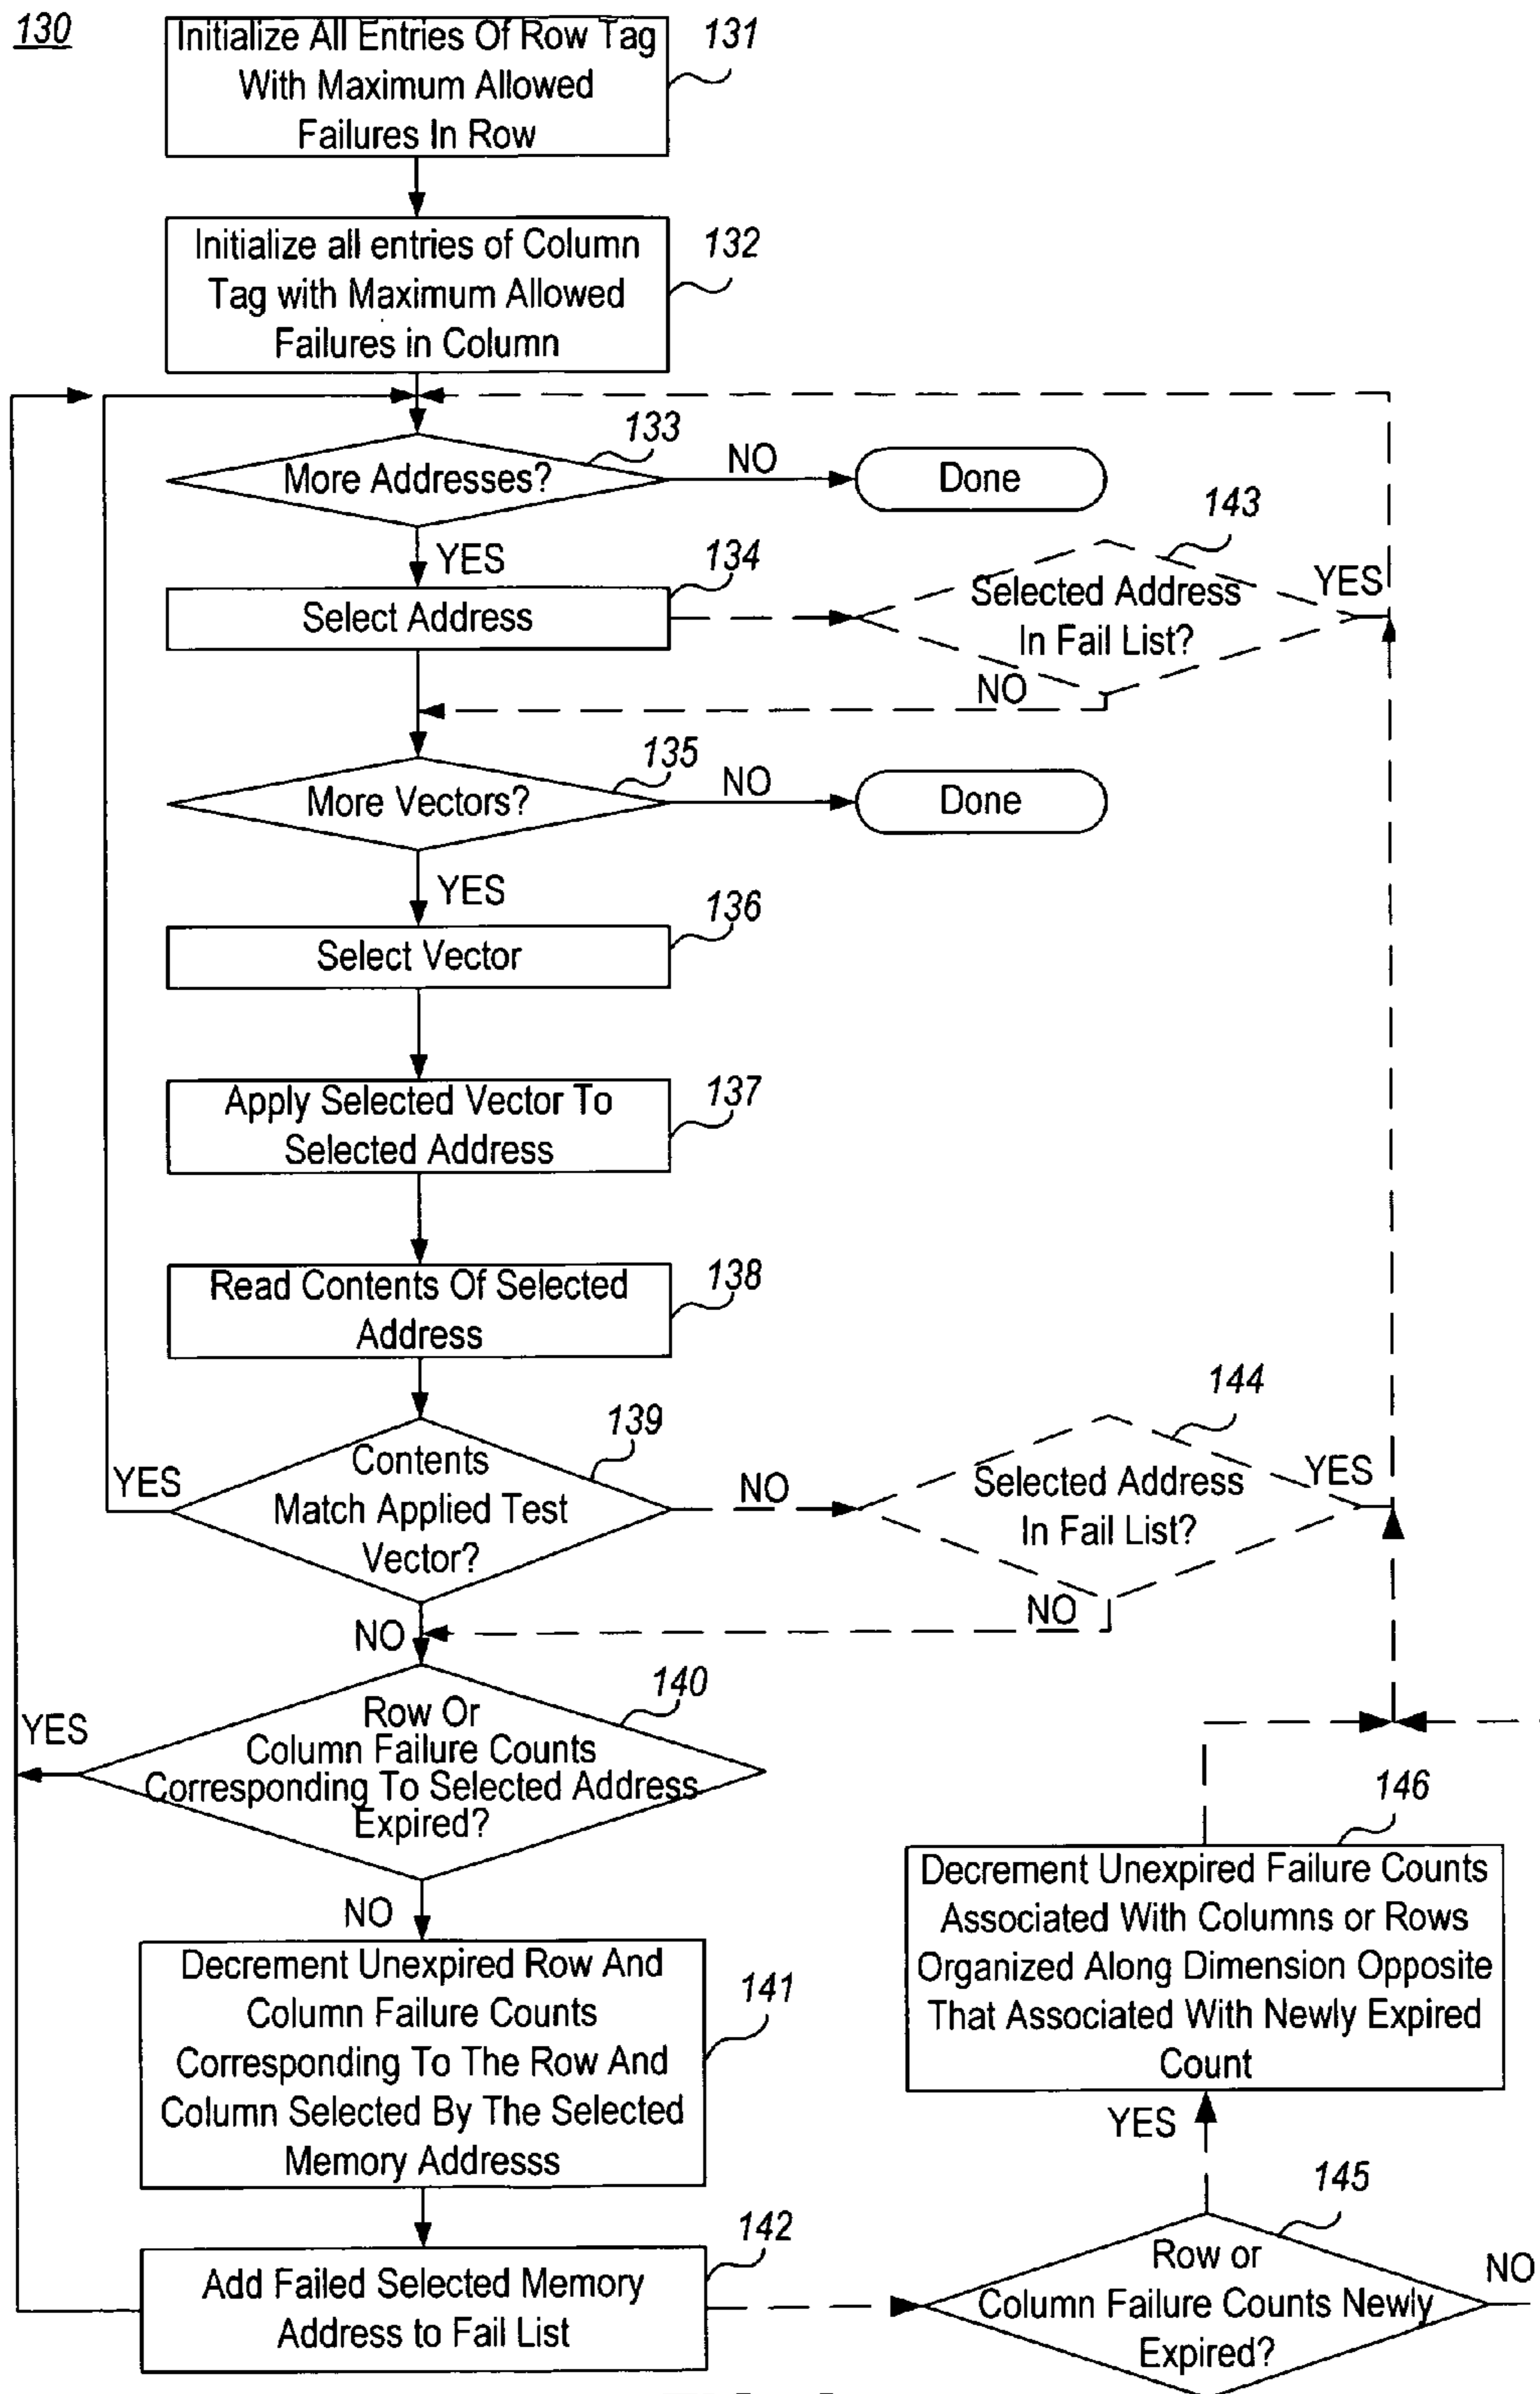 130
Initialize All Entries Of Row Tag
With Maximum Allowed
Failures In Row
131
Initialize all entries of Column
Tag with Maximum Allowed
Failures in Column
132
133
More Addresses?
NO
Done
YES
134
Select Address
143
Selected Address
In Fail List?
YES
NO
135
More Vectors?
NO
Done
YES
136
Select Vector
137
Apply Selected Vector To
Selected Address
138
Read Contents Of Selected
Address
139
Contents
Match Applied Test
Vector?
YES
NO
144
Selected Address
In Fail List?
YES
NO
NO
140
Row Or
Column Failure Counts
Corresponding To Selected Address
Expired?
YES
NO
141
Decrement Unexpired Row And
Column Failure Counts
Corresponding To The Row And
Column Selected By The Selected
Memory Addresss
146
Decrement Unexpired Failure Counts
Associated With Columns or Rows
Organized Along Dimension Opposite
That Associated With Newly Expired
Count
YES
142
Add Failed Selected Memory
Address to Fail List
145
Row or
Column Failure Counts Newly
Expired?
NO